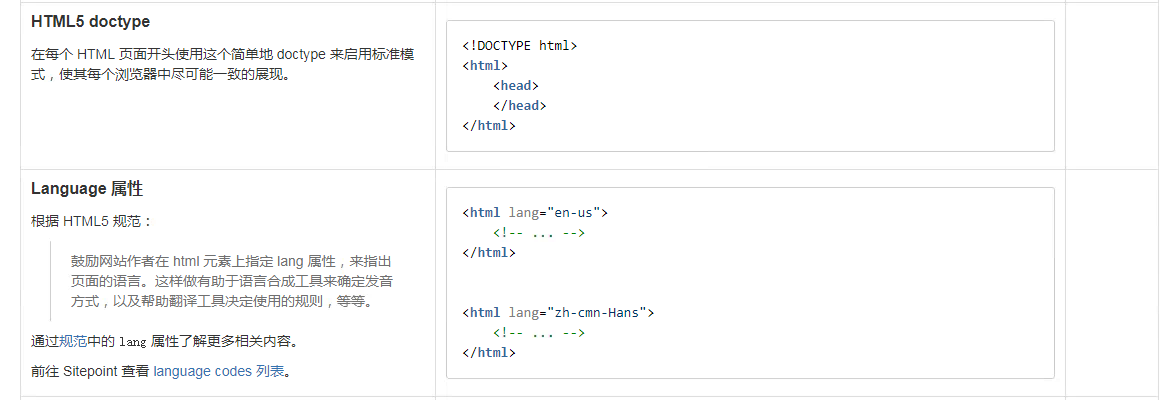 HTML5 doctype
在每个 HTML 页面开头使用这个简单地 doctype 来启用标准模
式，使其每个浏览器中尽可能一致的展现。
<!DOCTYPE html>
<html>
    <head>
    </head>
</html>
Language 属性
根据 HTML5 规范：
鼓励网站作者在 html 元素上指定 lang 属性，来指出
页面的语言。这样做有助于语言合成工具来确定发音
方式，以及帮助翻译工具决定使用的规则，等等。
通过规范中的 lang 属性了解更多相关内容。
前往 Sitepoint 查看 language codes 列表。
<html lang="en-us">
    <!-- ... -->
</html>
<html lang="zh-cmn-Hans">
    <!-- ... -->
</html>